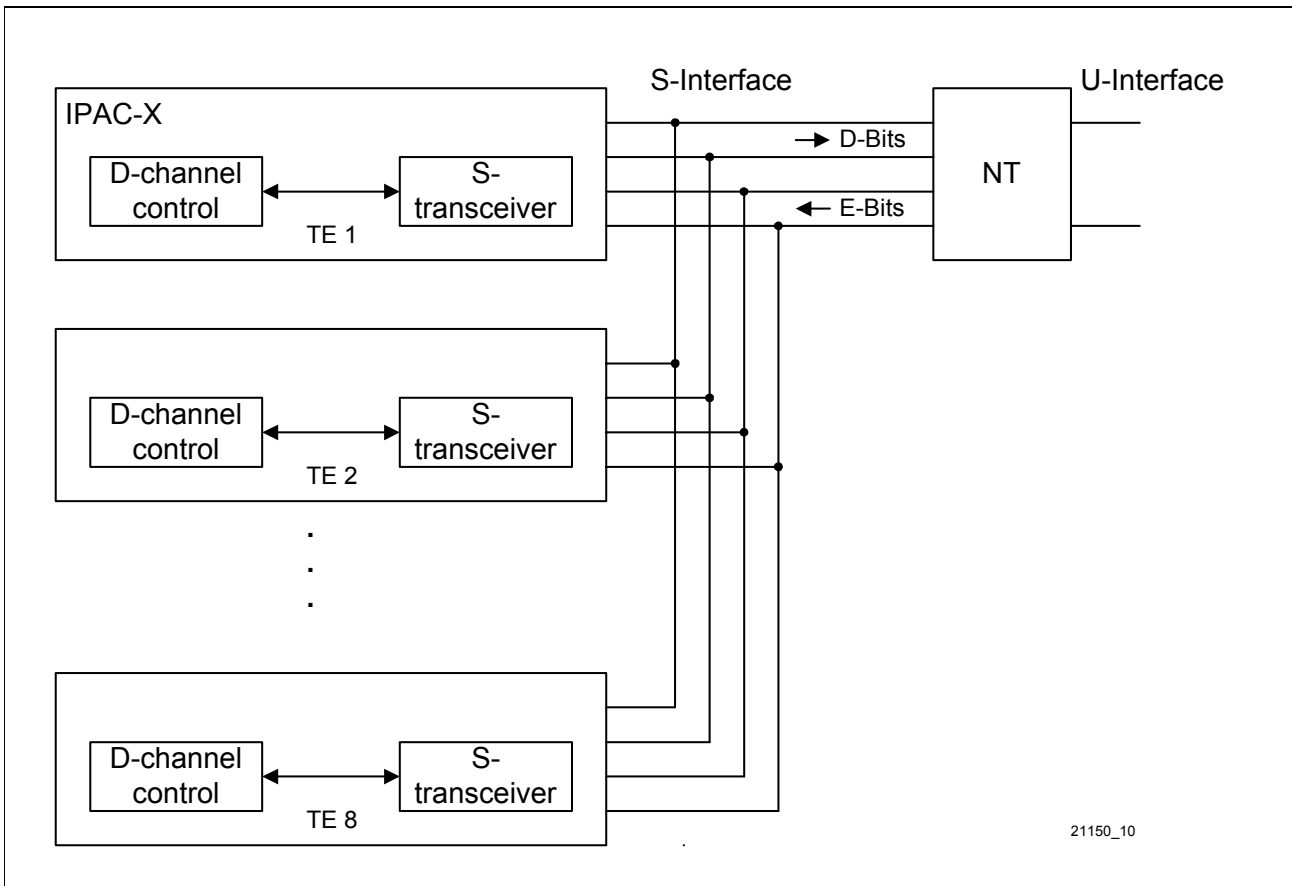 S-Interface
U-Interface
IPAC-X
D-channel
control
S-
transceiver
TE 1
D-Bits
E-Bits
NT
D-channel
control
S-
transceiver
TE 2
.
.
.
D-channel
control
S-
transceiver
TE 8
21150_10
.